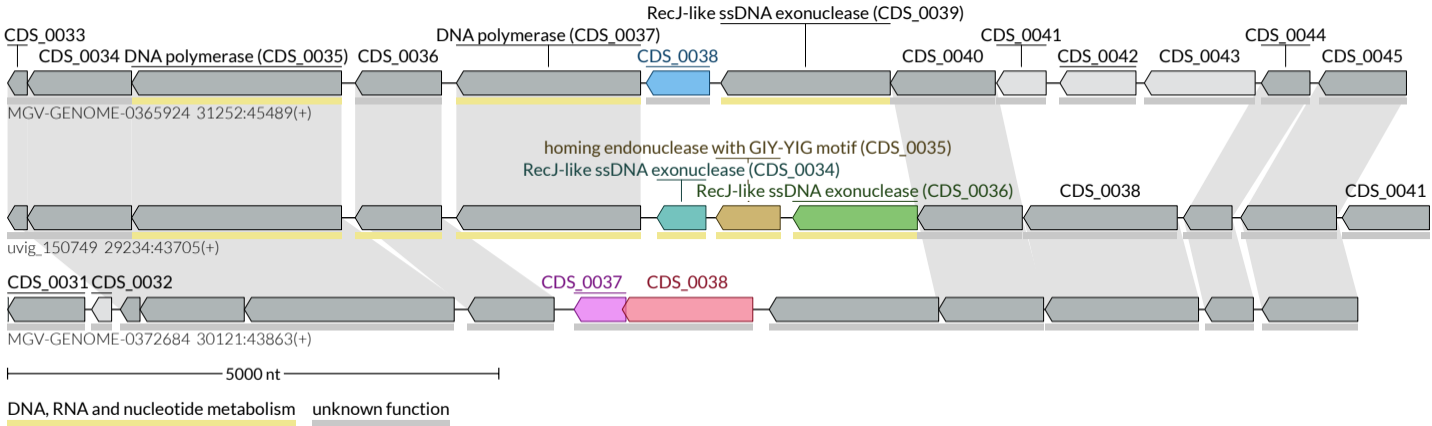 RecJ-like ssDNA exonuclease (CDS_0039)
CDS_0033 DNA polymerase (CDS_0037) CDS_0041 CDS_0044
CDS_0034 DNA polymerase (CDS_0035) CDS_0036 CDS_0038 CDS_0040 CDS_0042 CDS_0043 CDS_0045
MGV-GENOME-0365924 31252:45489(+)
homing endonuclease with GIY-YIG motif (CDS_0035)
RecJ-like ssDNA exonuclease (CDS_0034)
RecJ-like ssDNA exonuclease (CDS_0036) CDS_0038 CDS_0041
uvig_150749 29234:43705(+)
CDS_0031 CDS_0032 CDS_0037 CDS_0038
MGV-GENOME-0372684 30121:43863(+)
5000 nt
DNA, RNA and nucleotide metabolism unknown function